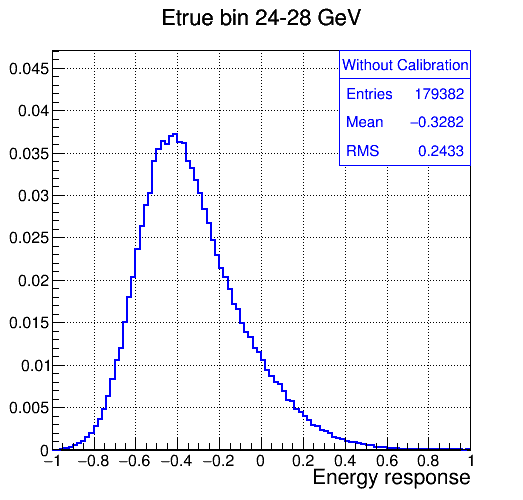 Etrue bin 24-28 GeV
Without Calibration
Entries 179382
Mean −0.3282
RMS 0.2433
0.045
0.04
0.035
0.03
0.025
0.02
0.015
0.01
0.005
0
−1 −0.8 −0.6 −0.4 −0.2 0 0.2 0.4 0.6 0.8 1
Energy response